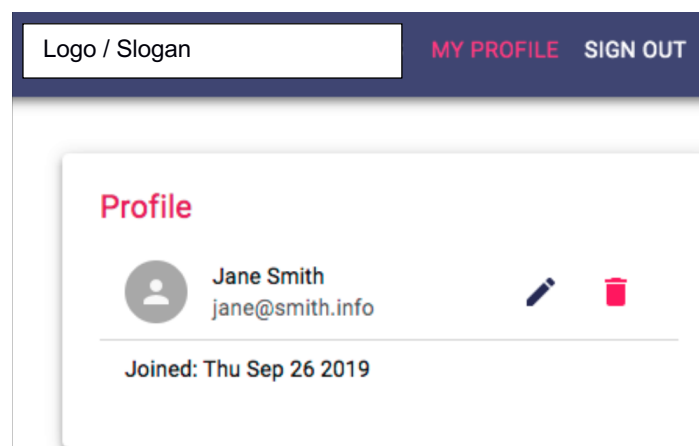 Logo / Slogan
MY PROFILE SIGN OUT
Profile
Jane Smith
jane@smith.info
Joined: Thu Sep 26 2019